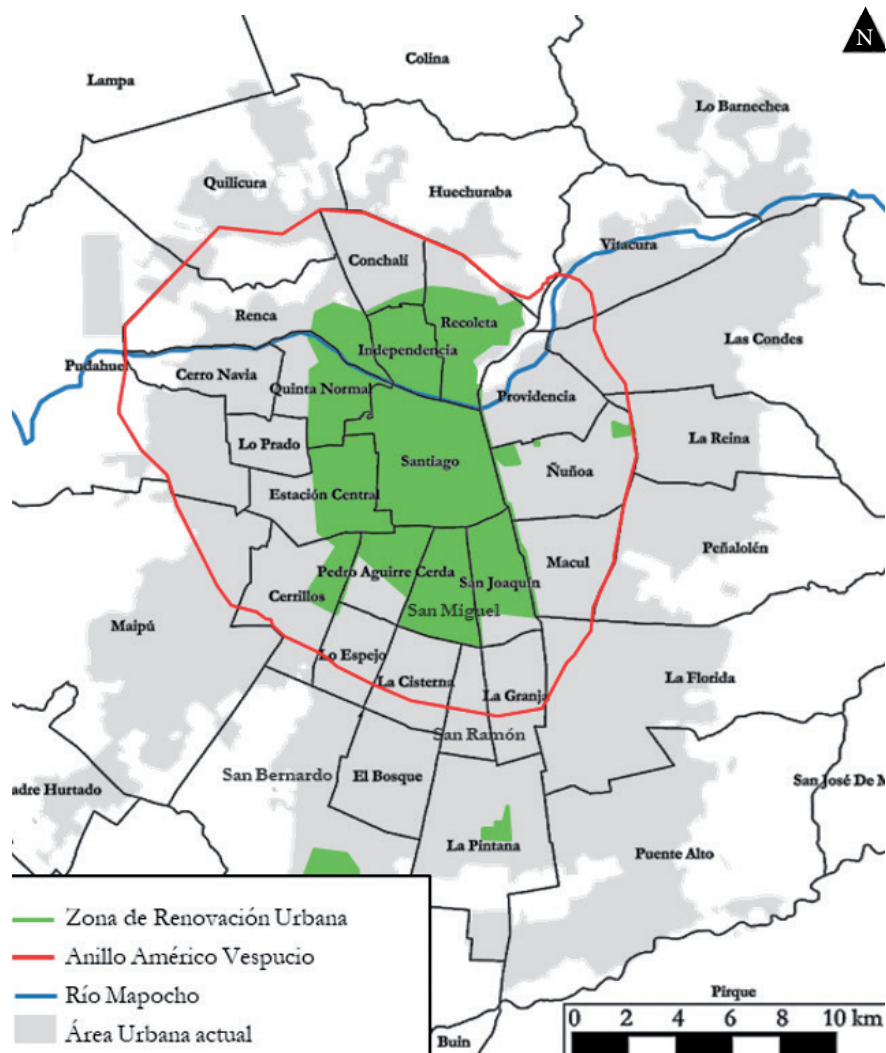 N
Colina
Lampa
Lo Barnechea
Quilicura
Huechuraba
Vitacura
Conchalí
Renca
Recoleta
Las Condes
Independencia
Pudahuel
Cerro Navia
Quinta Normal
Providencia
Lo Prado
La Reina
Santiago
Ñuñoa
Estación Central
Peñalolén
Pedro Aguirre Cerda
San Joaquín
Macul
Cerrillos
San Miguel
Maipú
Lo Espejo
La Cisterna
La Florida
La Granja
San Ramón
San Bernardo
El Bosque
adre Hurtado
San José De M
La Pintana
Puente Alto
Zona de Renovación Urbana
Anillo Américo Vespucio
Río Mapocho
Área Urbana actual
Pirque
Buin
0 2 4 6 8 10 km